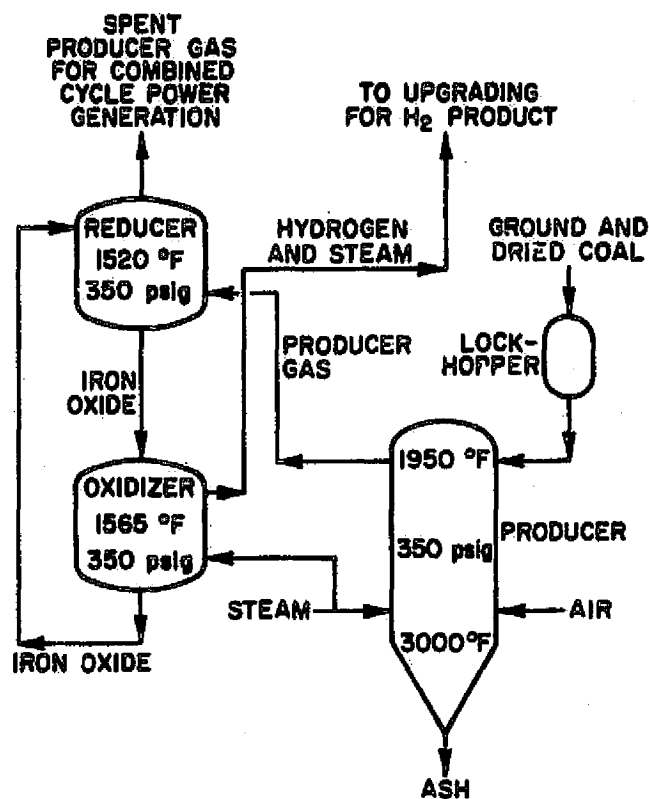 SPENT
PRODUCER GAS
FOR COMBINED
CYCLE POWER
GENERATION
TO UPGRADING
FOR H₂ PRODUCT
REDUCER
1520 °F
350 psig
HYDROGEN
AND STEAM
GROUND AND
DRIED COAL
PRODUCER
GAS
LOCK-
HOPPER
IRON
OXIDE
1950 °F
OXIDIZER
1565 °F
350 psig
PRODUCER
350 psig
STEAM
AIR
3000°F
IRON OXIDE
ASH